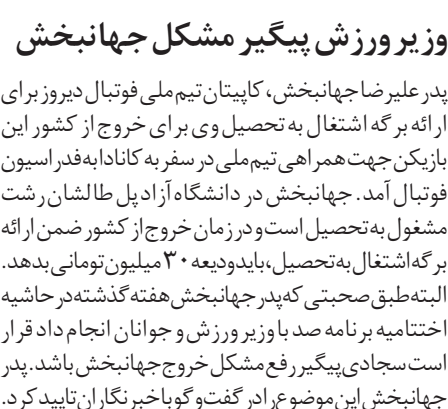 وزیر ورزش پیگیر مشکل جهانبخش
پدر علیرضا جهانبخش، کاپیتان تیم ملی فوتبال دیروز برای
ارائه برگه اشتغال به تحصیل وی برای خروج از کشور این
بازیکن جهت همراهی تیم ملی در سفر به کانادا به فدراسیون
فوتبال آمد. جهانبخش در دانشگاه آزاد پل طالشان رشت
مشغول به تحصیل است و در زمان خروج از کشور ضمن ارائه
برگه اشتغال به تحصیل، باید ودیعه ۳۰ میلیون تومانی بدهد.
البته طبق صحبتی که پدر جهانبخش هفته گذشته در حاشیه
اختتامیه برنامه صد با وزیر ورزش و جوانان انجام داد قرار
است سجادی پیگیر رفع مشکل خروج جهانبخش باشد. پدر
جهانبخش این موضوع را در گفت و گو با خبرنگاران تایید کرد.